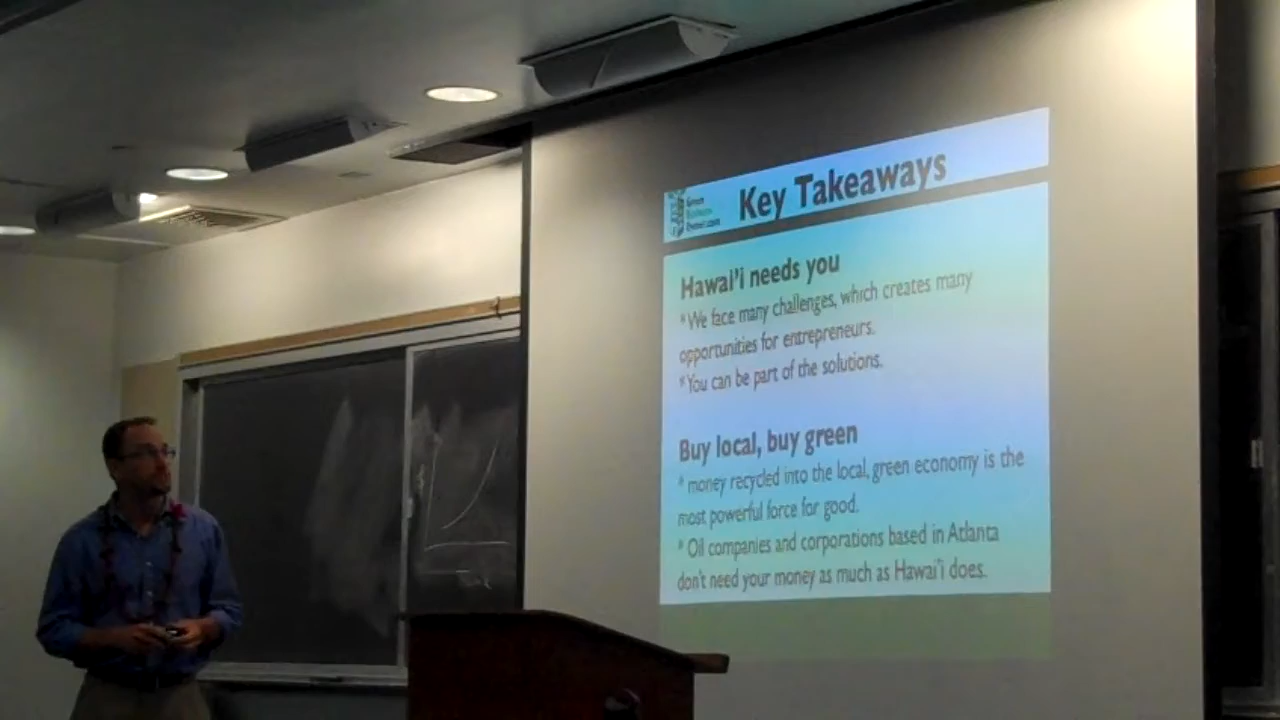 Key Takeaways
Green
Business
Hawai'i needs you
* We face many challenges, which creates many
opportunities for entrepreneurs.
* You can be part of the solutions.
Buy local, buy green
* money recycled into the local, green economy is the
most powerful force for good.
* Oil companies and corporations based in Atlanta
don't need your money as much as Hawai'i does.